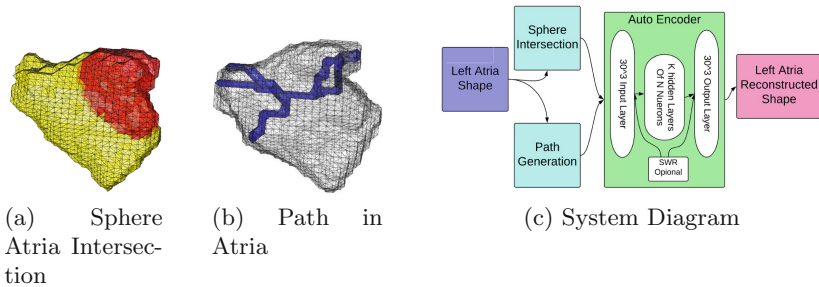 Left Atria
Shape
Sphere
Intersection
Path
Generation
Auto Encoder
30^3 Input Layer
K hidden Layers
Of N Nuerons
30^3 Output Layer
SWR
Opional
Left Atria
Reconstructed
Shape
(a) Sphere
Atria Intersec-
tion
(b) Path in
Atria
(c) System Diagram